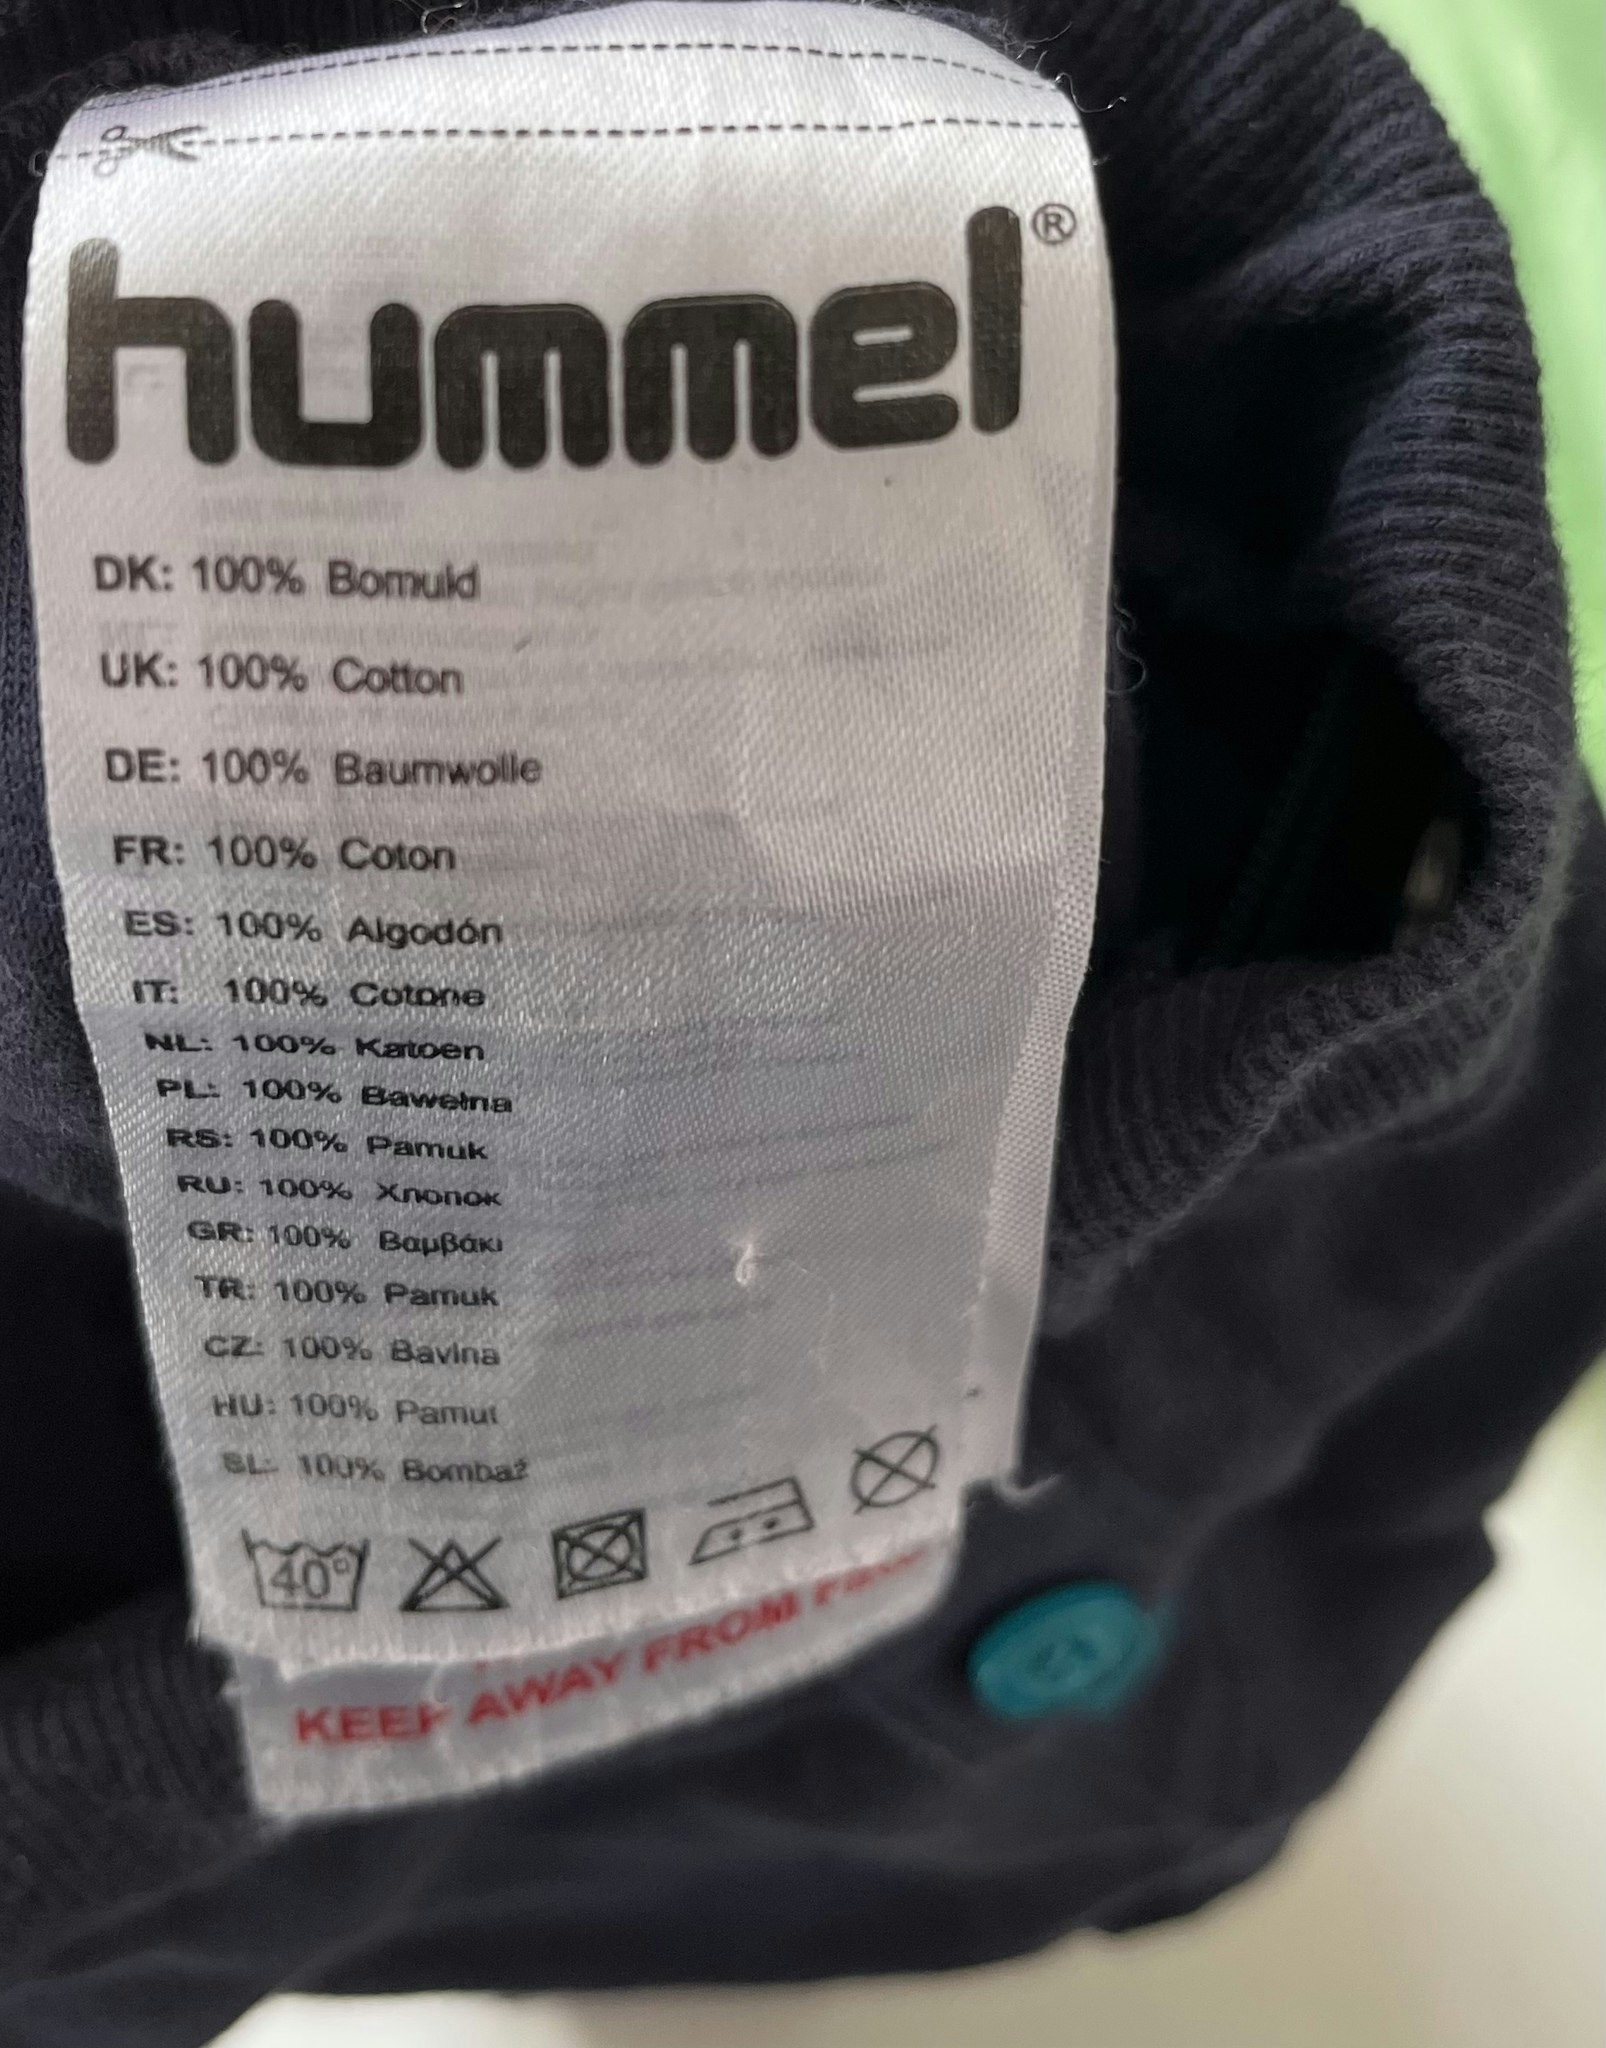 hummel®
DK: 100% Bomuld
UK: 100% Cotton
DE: 100% Baumwolle
FR: 100% Coton
ES: 100% Algodón
IT: 100% Cotone
NL: 100% Katoen
PL: 100% Bawełna
RS: 100% Pamuk
RU: 100% Хлопок
GR: 100% Βαμβάκι
TR: 100% Pamuk
CZ: 100% Bavlna
HU: 100% Pamut
SL: 100% Bombaž
40°
KEEP AWAY FROM